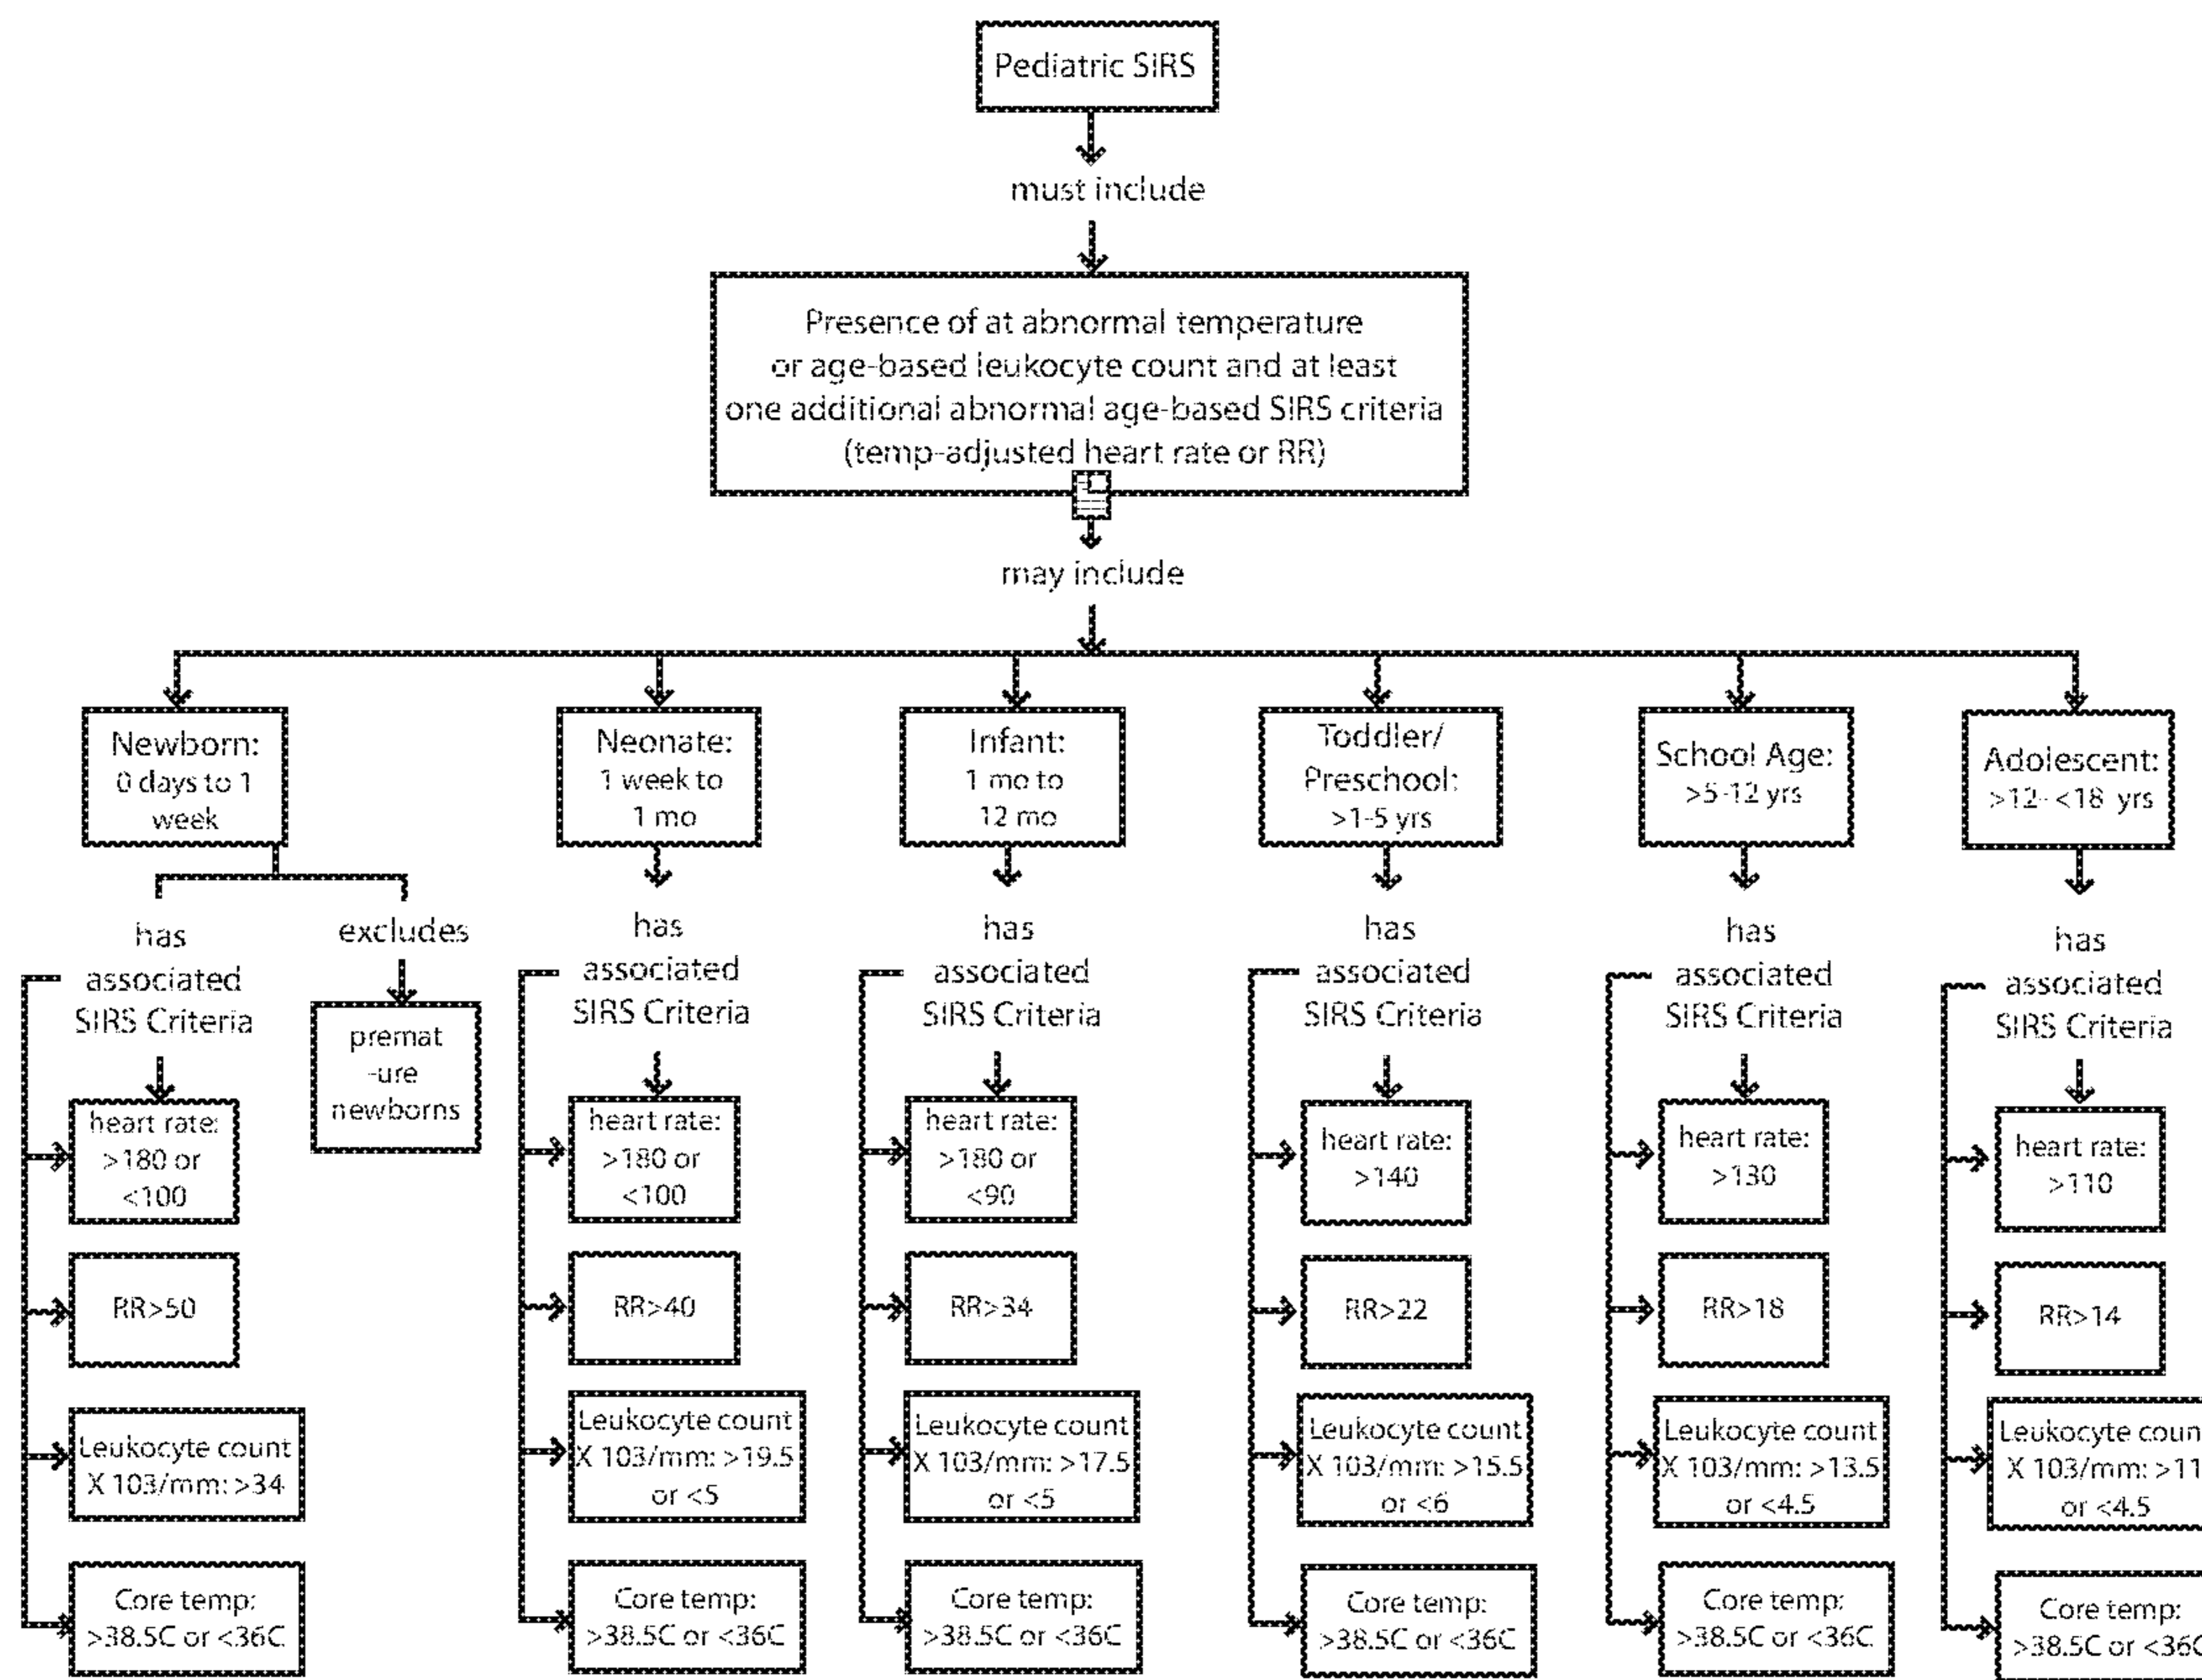 Pediatric SIRS
must include
Presence of at abnormal temperature
or age-based leukocyte count and at least
one additional abnormal age-based SIRS criteria
(temp-adjusted heart rate or RR)
may include
Newborn:
0 days to 1
week
has
associated
SIRS Criteria
excludes
premat
-ure
newborns
heart rate:
>180 or
<100
RR>50
Leukocyte count
X 103/mm: >34
Core temp:
>38.5C or <36C
Neonate:
1 week to
1 mo
has
associated
SIRS Criteria
heart rate:
>180 or
<100
RR>40
Leukocyte count
X 103/mm: >19.5
or <5
Core temp:
>38.5C or <36C
Infant:
1 mo to
12 mo
has
associated
SIRS Criteria
heart rate:
>180 or
<90
RR>34
Leukocyte count
X 103/mm: >17.5
or <5
Core temp:
>38.5C or <36C
Toddler/
Preschool:
>1-5 yrs
has
associated
SIRS Criteria
heart rate:
>140
RR>22
Leukocyte count
X 103/mm: >15.5
or <6
Core temp:
>38.5C or <36C
School Age:
>5-12 yrs
has
associated
SIRS Criteria
heart rate:
>130
RR>18
Leukocyte count
X 103/mm: >13.5
or <4.5
Core temp:
>38.5C or <36C
Adolescent:
>12- <18 yrs
has
associated
SIRS Criteria
heart rate:
>110
RR>14
Leukocyte coun
X 103/mm: >11
or <4.5
Core temp:
>38.5C or <36C